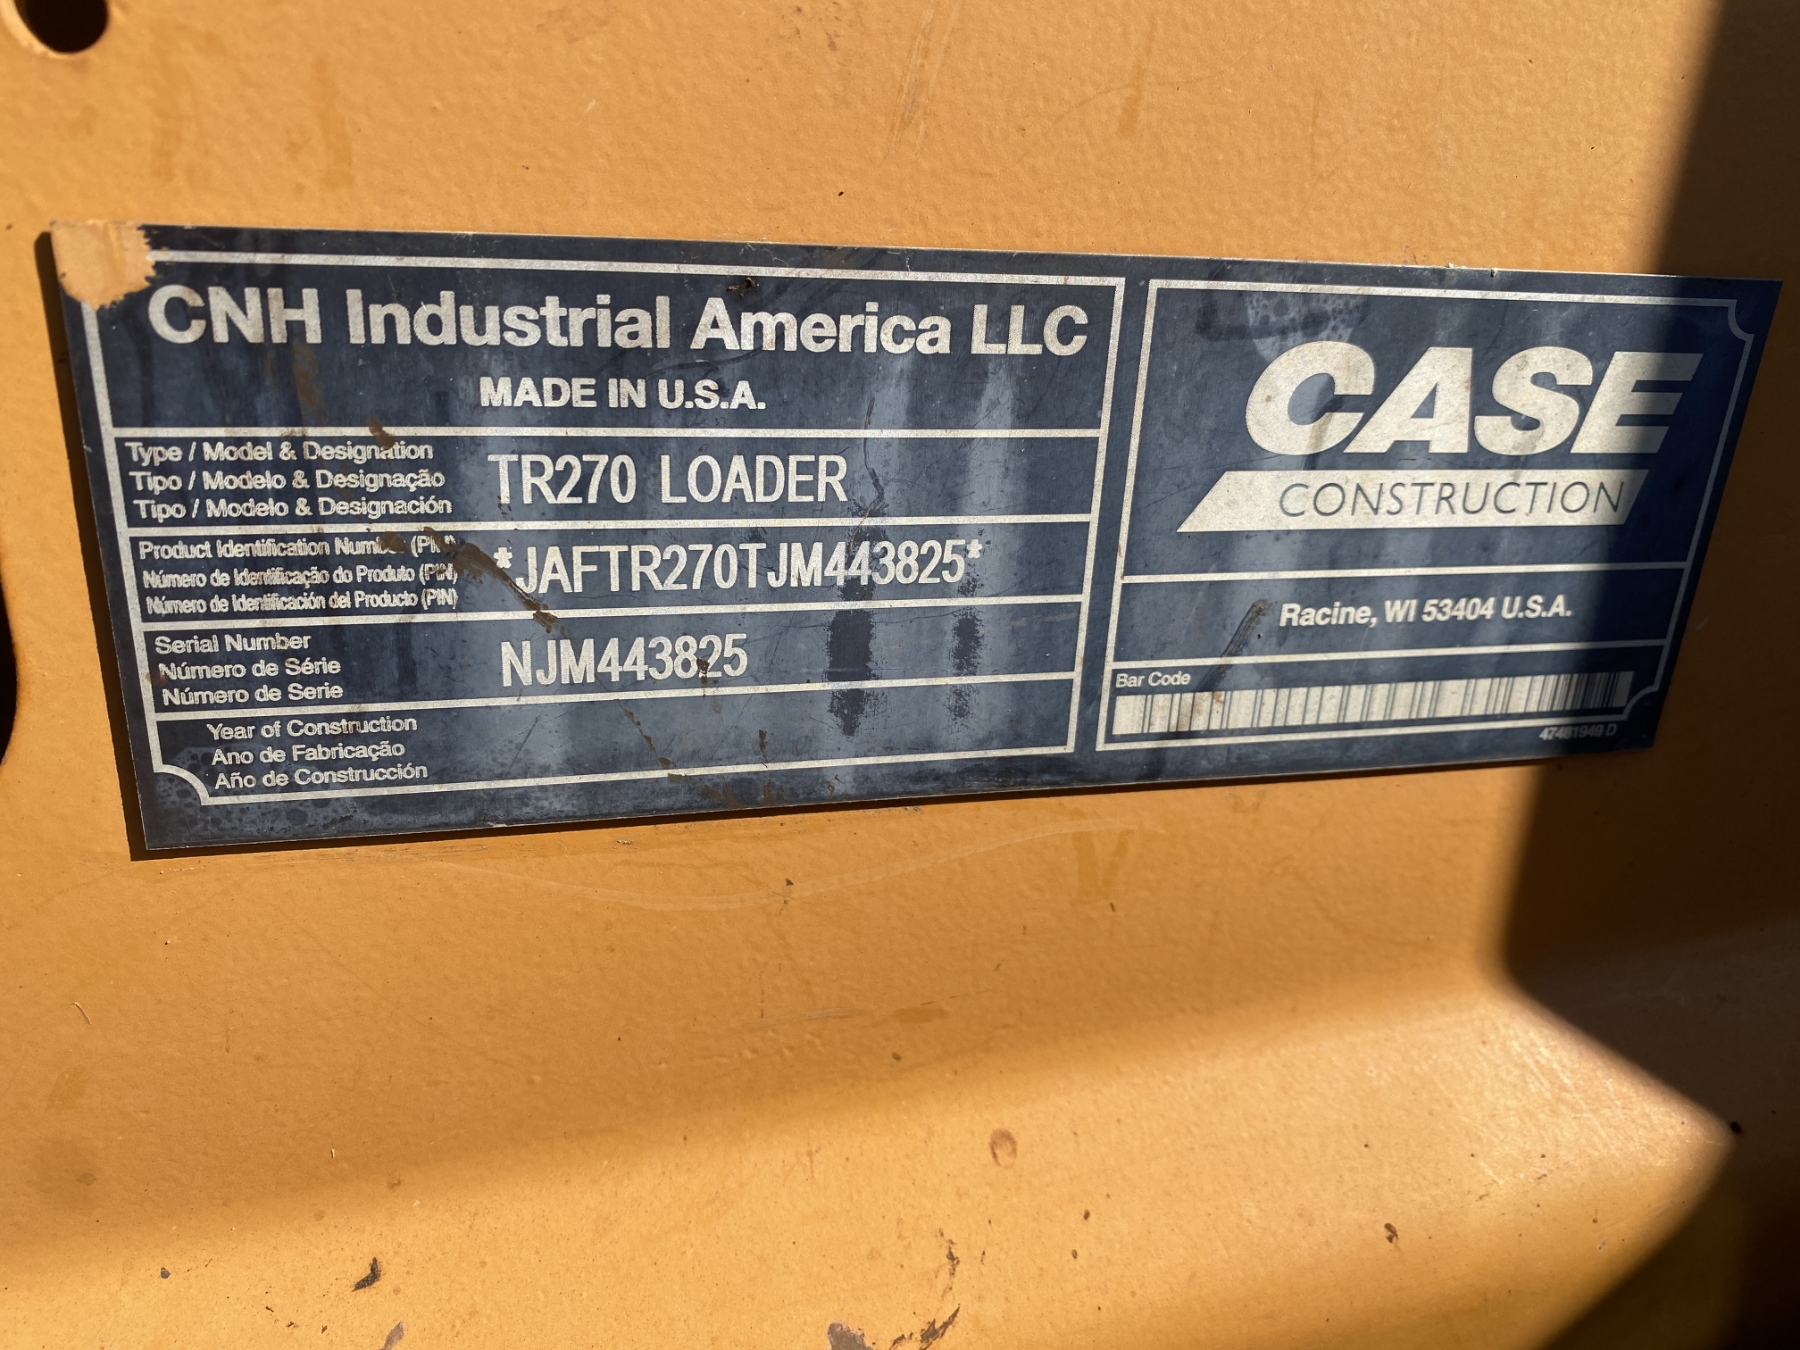 CNH Industrial America LLC
MADE IN U.S.A.
Type / Model & Designation
Tipo / Modelo & Designação
Tipo / Modelo & Designación
TR270 LOADER
Product Identification Number (PIN)
Número de Identificação do Produto (PIN)
Número de Identificación del Producto (PIN)
*JAFTR270TJM443825*
Serial Number
Número de Série
Número de Serie
NJM443825
Year of Construction
Ano de Fabricação
Año de Construcción
CASE
CONSTRUCTION
Racine, WI 53404 U.S.A.
Bar Code
47481949 D